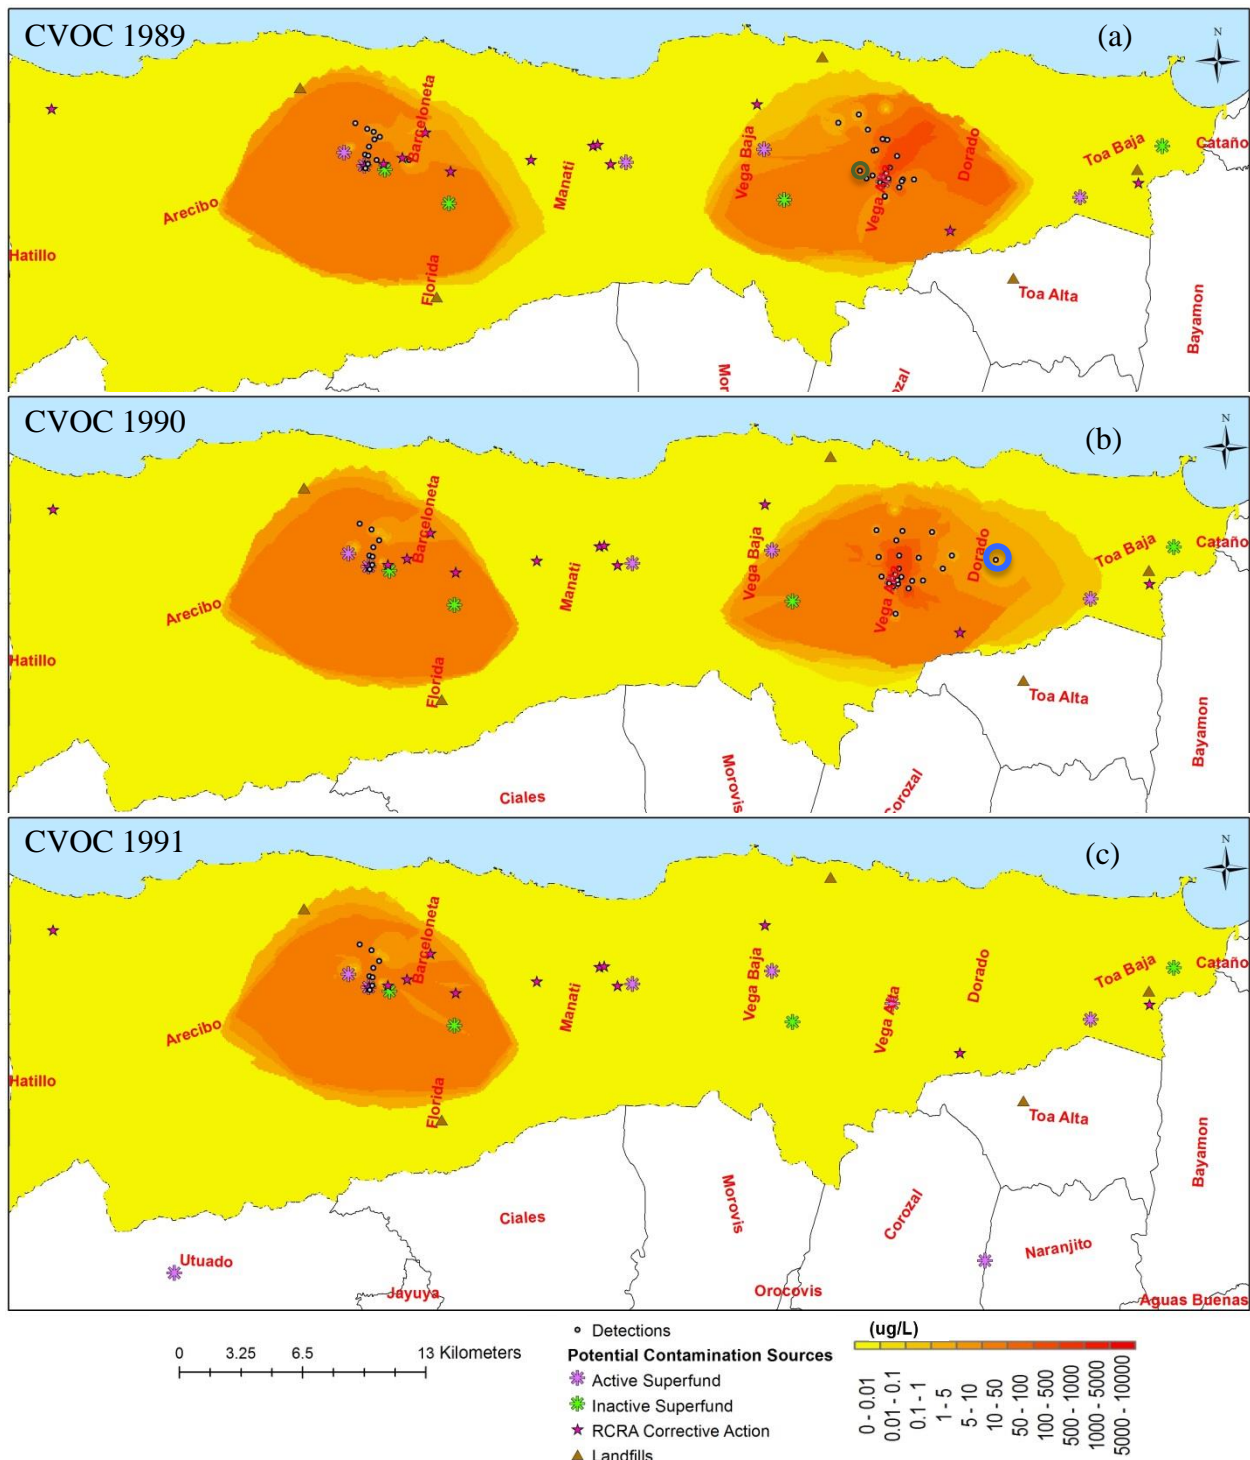 CVOC 1989
(a)
N
Barceloneta
Vega Baja
Dorado
Toa Baja
Cataño
Manati
Arecibo
Vega Al
Hatillo
Florida
Toa Alta
Bayamon
Mor
ozal
CVOC 1990
(b)
N
Barceloneta
Vega Baja
Dorado
Toa Baja
Cataño
Manati
Arecibo
Vega Alta
Hatillo
Florida
Toa Alta
Bayamon
Morovis
Corozal
Ciales
CVOC 1991
(c)
N
Barceloneta
Vega Baja
Dorado
Toa Baja
Cataño
Manati
Vega Alta
Arecibo
Hatillo
Florida
Toa Alta
Bayamon
Morovis
Corozal
Ciales
Naranjito
Utuado
Jayuya
Orocovis
Aguas Buenas
0 3.25 6.5 13 Kilometers
Detections
Potential Contamination Sources
Active Superfund
Inactive Superfund
RCRA Corrective Action
Landfills
(ug/L)
0 - 0.01
0.01 - 0.1
0.1 - 1
1 - 5
5 - 10
10 - 50
50 - 100
100 - 500
500 - 1000
1000 - 5000
5000 - 10000